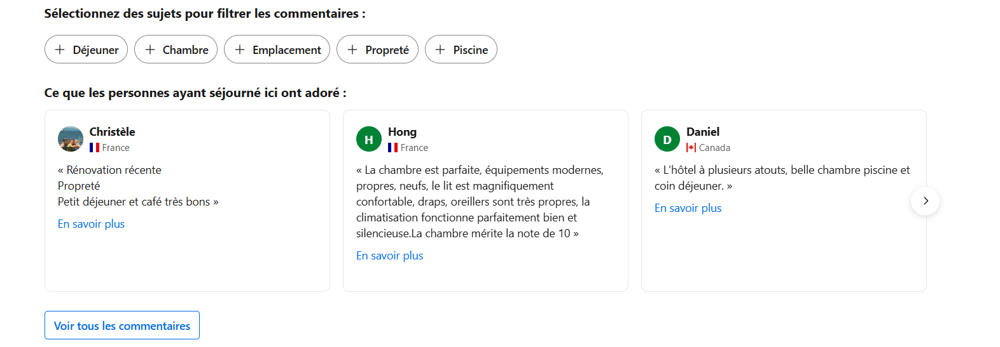 Sélectionnez des sujets pour filtrer les commentaires :
Déjeuner
Chambre
Emplacement
Propreté
Piscine
Ce que les personnes ayant séjourné ici ont adoré :
Christèle
France
« Rénovation récente
Propreté
Petit déjeuner et café très bons »
En savoir plus
H
Hong
France
« La chambre est parfaite, équipements modernes,
propres, neufs, le lit est magnifiquement
confortable, draps, oreillers sont très propres, la
climatisation fonctionne parfaitement bien et
silencieuse.La chambre mérite la note de 10 »
En savoir plus
D
Daniel
Canada
« L'hôtel à plusieurs atouts, belle chambre piscine et
coin déjeuner. »
En savoir plus
Voir tous les commentaires